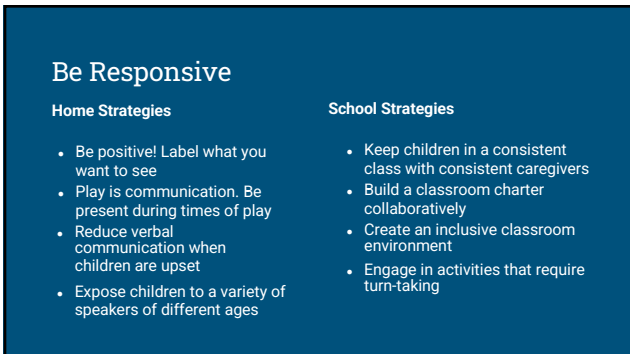 Be Responsive
Home Strategies
• Be positive! Label what you
want to see
• Play is communication. Be
present during times of play
• Reduce verbal
communication when
children are upset
• Expose children to a variety of
speakers of different ages
School Strategies
• Keep children in a consistent
class with consistent caregivers
• Build a classroom charter
collaboratively
• Create an inclusive classroom
environment
• Engage in activities that require
turn-taking